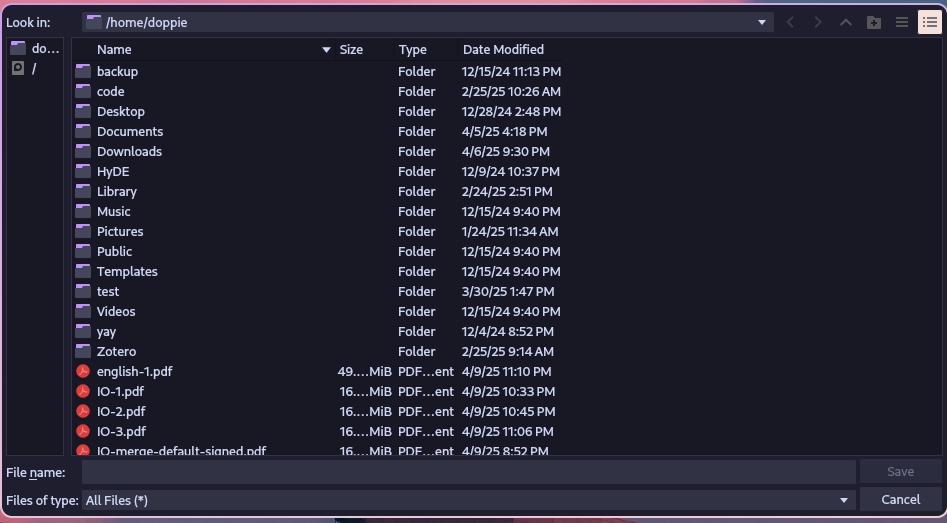 Look in: /home/doppie
do...
/
Name Size Type Date Modified
backup Folder 12/15/24 11:13 PM
code Folder 2/25/25 10:26 AM
Desktop Folder 12/28/24 2:48 PM
Documents Folder 4/5/25 4:18 PM
Downloads Folder 4/6/25 9:30 PM
HyDE Folder 12/9/24 10:37 PM
Library Folder 2/24/25 2:51 PM
Music Folder 12/15/24 9:40 PM
Pictures Folder 1/24/25 11:34 AM
Public Folder 12/15/24 9:40 PM
Templates Folder 12/15/24 9:40 PM
test Folder 3/30/25 1:47 PM
Videos Folder 12/15/24 9:40 PM
yay Folder 12/4/24 8:52 PM
Zotero Folder 2/25/25 9:14 AM
english-1.pdf 49....MiB PDF...ent 4/9/25 11:10 PM
IO-1.pdf 16....MiB PDF...ent 4/9/25 10:33 PM
IO-2.pdf 16....MiB PDF...ent 4/9/25 10:45 PM
IO-3.pdf 16....MiB PDF...ent 4/9/25 11:06 PM
IO-merge-default-signed.pdf 16....MiB PDF...ent 4/9/25 8:52 PM
File name: Save
Files of type: All Files (*) Cancel